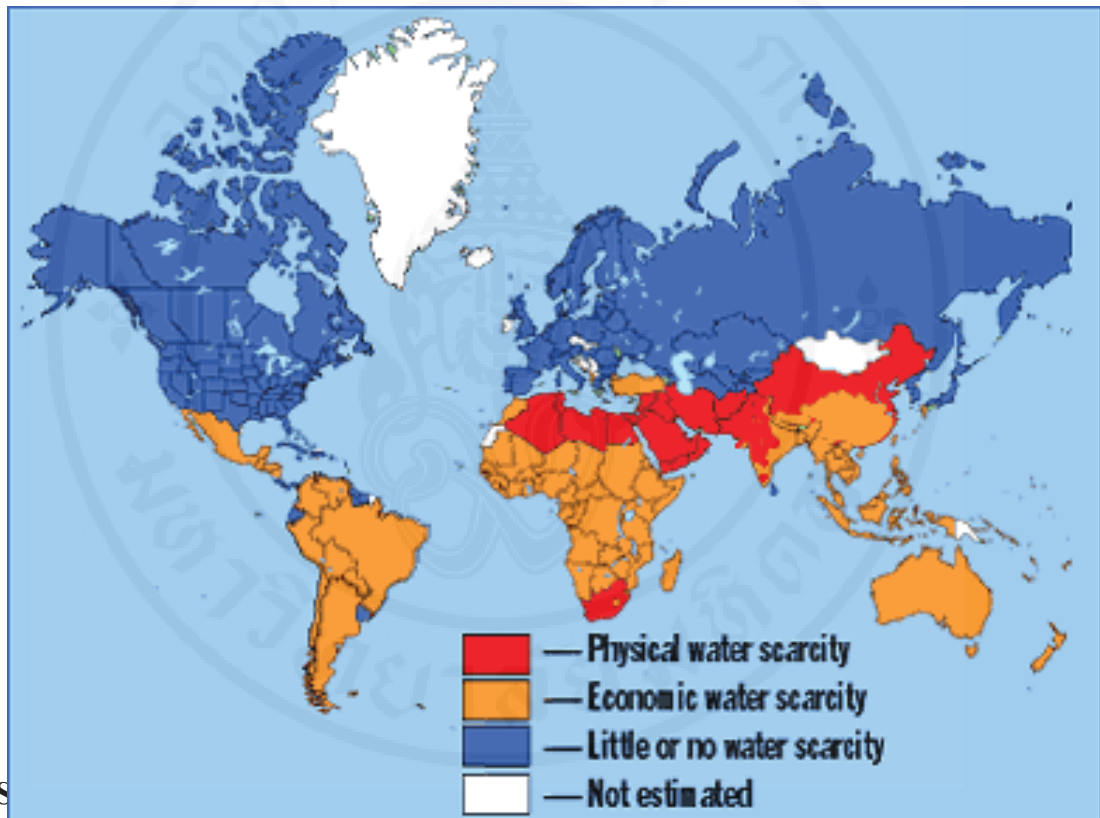 Physical water scarcity
Economic water scarcity
Little or no water scarcity
Not estimated
s